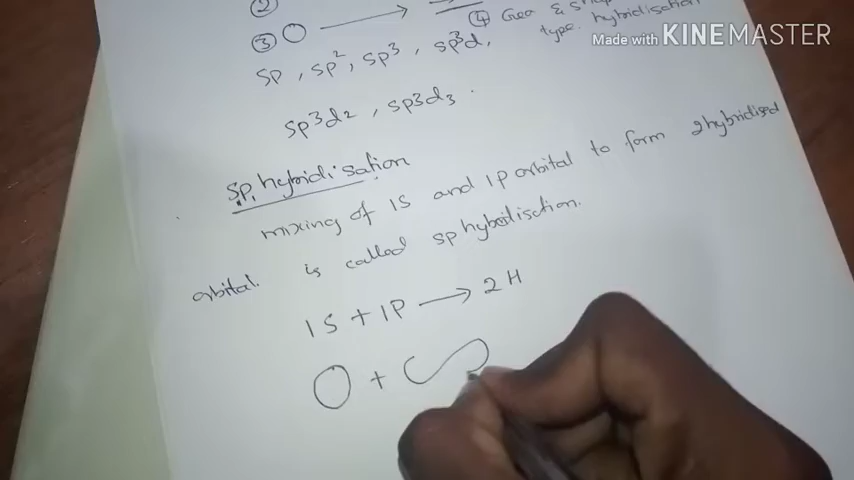 ②
③ ④ Geo & shape
Made with KINEMASTER
type. hybridisation
sp, sp2, sp3, sp3d,
sp3d2, sp3d3.
sp, hybridisation
mixing of 1S and 1P orbital to form 2 hybridised
orbital. is called sp hybridisation.
1S + 1P → 2H
+